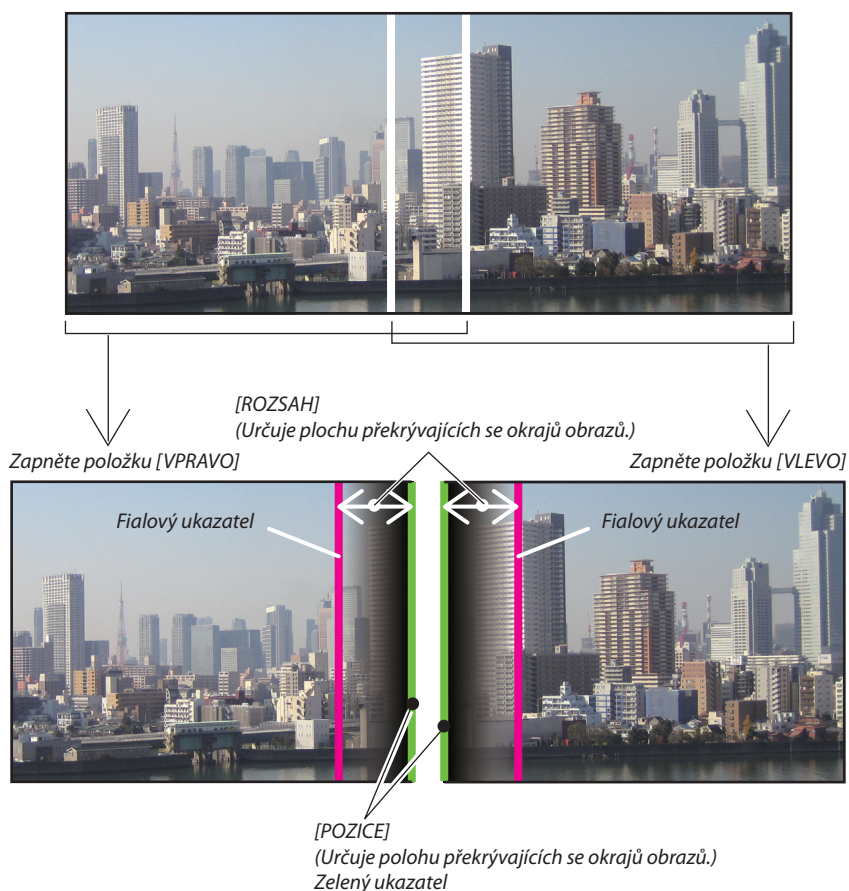 [ROZSAH]
(Určuje plochu překrývajících se okrajů obrazů.)
Zapněte položku [VPRAVO]
Zapněte položku [VLEVO]
Fialový ukazatel
Fialový ukazatel
[POZICE]
(Určuje polohu překrývajících se okrajů obrazů.)
Zelený ukazatel